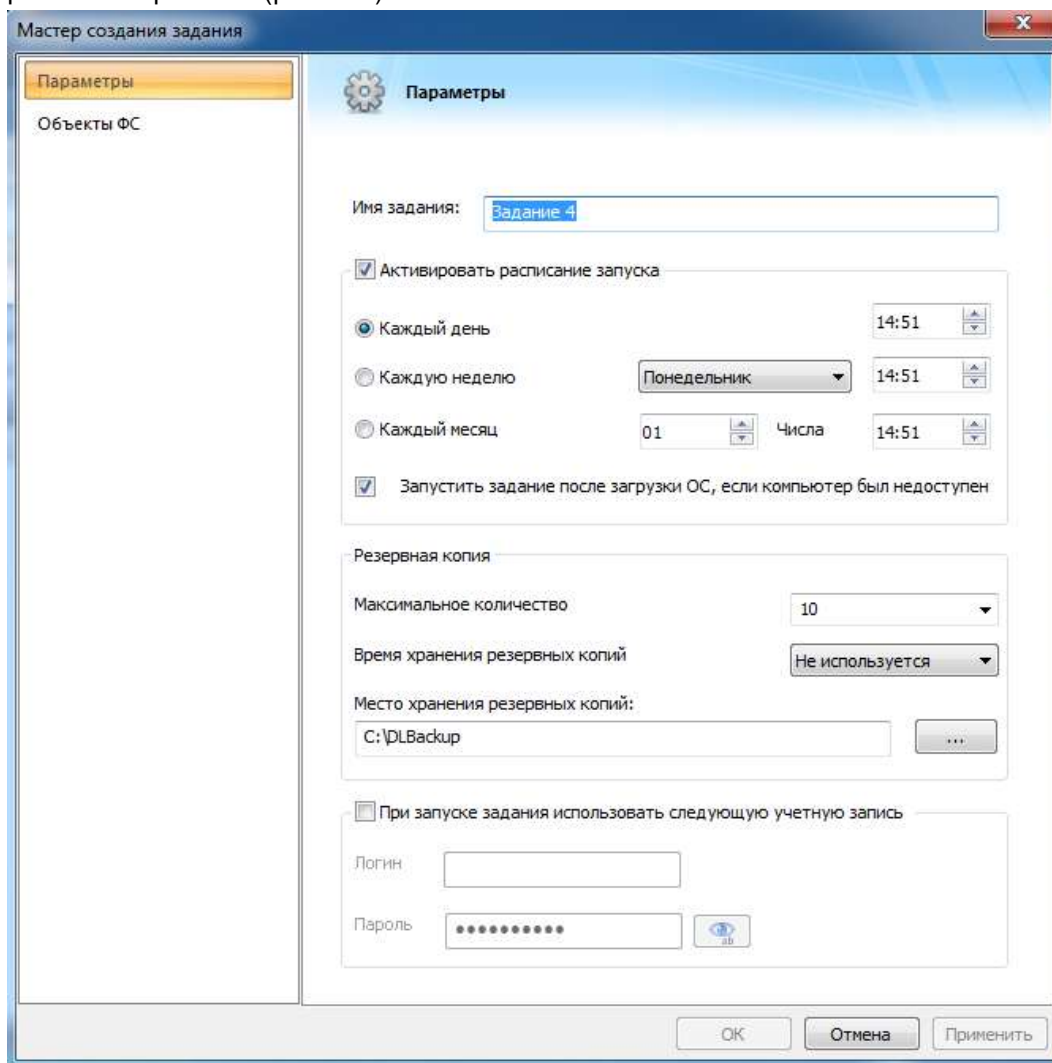 Мастер создания задания
Параметры
Объекты ФС
Параметры
Имя задания: Задание 4
Активировать расписание запуска
Каждый день 14:51
Каждую неделю Понедельник 14:51
Каждый месяц 01 Числа 14:51
Запустить задание после загрузки ОС, если компьютер был недоступен
Резервная копия
Максимальное количество 10
Время хранения резервных копий Не используется
Место хранения резервных копий:
C:\DLBackup ...
При запуске задания использовать следующую учетную запись
Логин
Пароль ●●●●●●●●●●
OK Отмена Применить